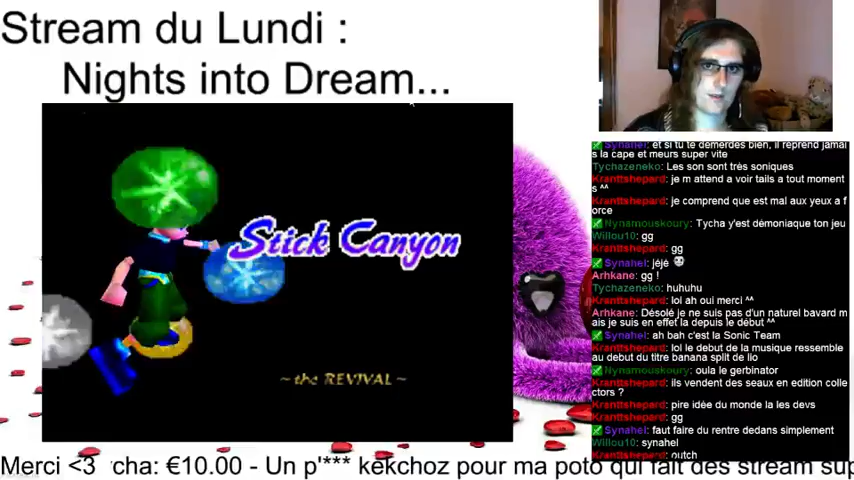 Stream du Lundi :
Nights into Dream...
Stick Canyon
~the REVIVAL~
Synahel: et si tu te demerdes bien, il reprend jamai
s la cape et meurs super vite
Tychazeneko: Les son sont très soniques
Kranttshepard: je m attend a voir tails a tout moment
s ^^
Kranttshepard: je comprend que est mal aux yeux a f
orce
Nynamouskoury: Tycha y'est démoniaque ton jeu
Willou10: gg
Kranttshepard: gg
Synahel: jéjé
Arhkane: gg !
Tychazeneko: huhuhu
Kranttshepard: lol ah oui merci ^^
Arhkane: Désolé je ne suis pas d'un naturel bavard m
ais je suis en effet la depuis le début ^^
Synahel: ah bah c'est la Sonic Team
Kranttshepard: lol le debut de la musique ressemble
au debut du titre banana split de lio
Nynamouskoury: oula le gerbinator
Kranttshepard: ils vendent des seaux en edition colle
ctors ?
Kranttshepard: pire idée du monde la les devs
Kranttshepard: gg
Synahel: faut faire du rentre dedans simplement
Willou10: synahel
Kranttshepard: outch
Merci <3 cha: €10.00 - Un p'*** kekchoz pour ma poto qui fait des stream sup